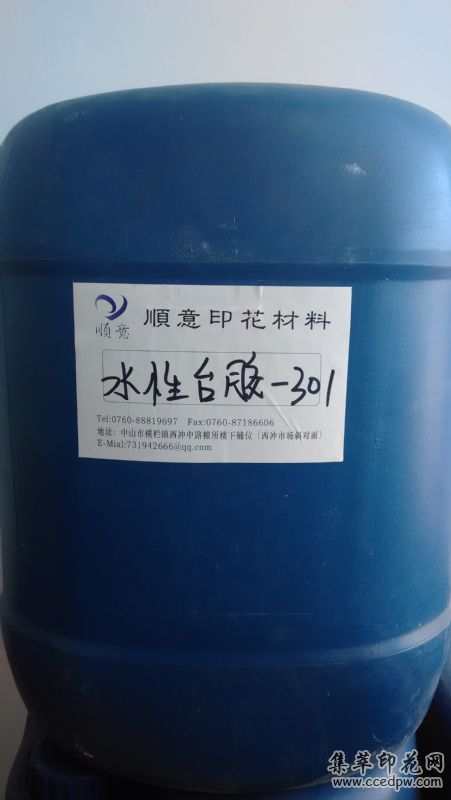 順意印花材料
順意
水性台胶-301
Tel:0760-88819697 Fax:0760-87186606
地址：中山市横栏镇西冲中路粮所楼下铺位（西冲市场斜对面）
E-Mial:731942666@qq.com
集萃印花网
www.ccedpw.com